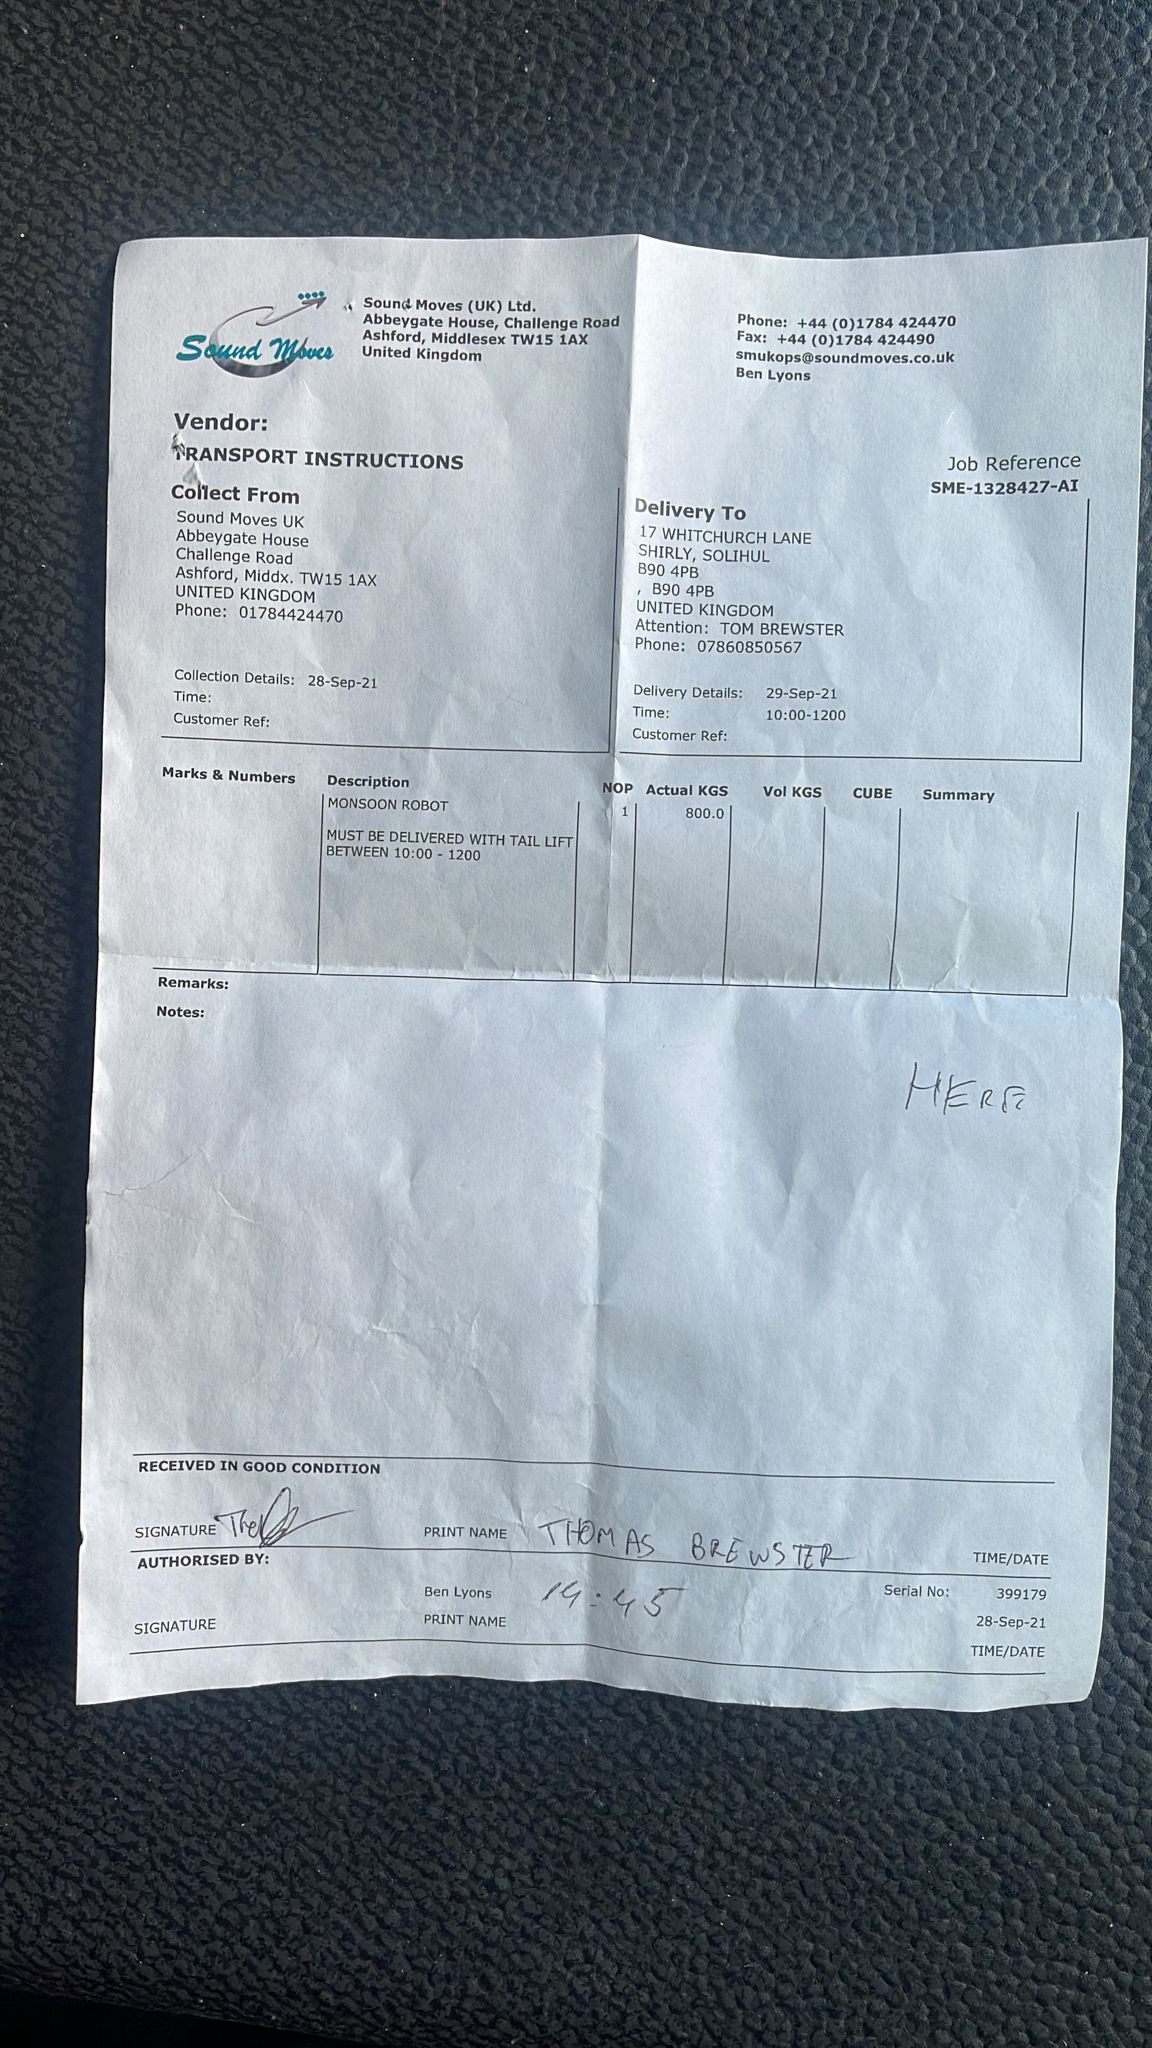 Sound Moves
Sound Moves (UK) Ltd.
Abbeygate House, Challenge Road
Ashford, Middlesex TW15 1AX
United Kingdom
Phone: +44 (0)1784 424470
Fax: +44 (0)1784 424490
smukops@soundmoves.co.uk
Ben Lyons
Vendor:
TRANSPORT INSTRUCTIONS
Job Reference
SME-1328427-AI
Collect From
Sound Moves UK
Abbeygate House
Challenge Road
Ashford, Middx. TW15 1AX
UNITED KINGDOM
Phone: 01784424470
Collection Details: 28-Sep-21
Time:
Customer Ref:
Delivery To
17 WHITCHURCH LANE
SHIRLY, SOLIHUL
B90 4PB
, B90 4PB
UNITED KINGDOM
Attention: TOM BREWSTER
Phone: 07860850567
Delivery Details: 29-Sep-21
Time: 10:00-1200
Customer Ref:
Marks & Numbers Description NOP Actual KGS Vol KGS CUBE Summary
MONSOON ROBOT 1 800.0
MUST BE DELIVERED WITH TAIL LIFT
BETWEEN 10:00 - 1200
Remarks:
Notes:
HERE
RECEIVED IN GOOD CONDITION
SIGNATURE PRINT NAME THOMAS BREWSTER TIME/DATE
AUTHORISED BY:
Ben Lyons 14:45 Serial No: 399179
SIGNATURE PRINT NAME 28-Sep-21
TIME/DATE